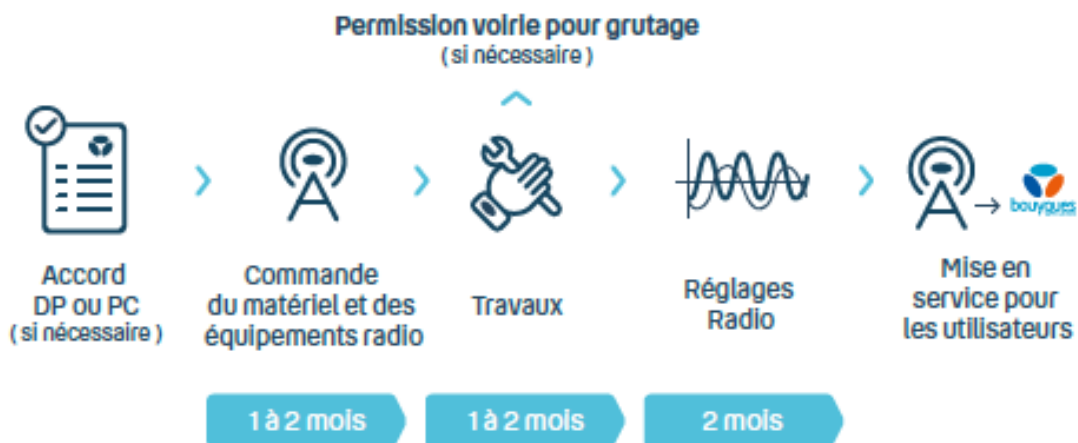 Permission voirie pour grutage
( si nécessaire )
Accord
DP ou PC
( si nécessaire )
Commande
du matériel et des
équipements radio
Travaux
Réglages
Radio
bouygues
Mise en
service pour
les utilisateurs
1 à 2 mois
1 à 2 mois
2 mois